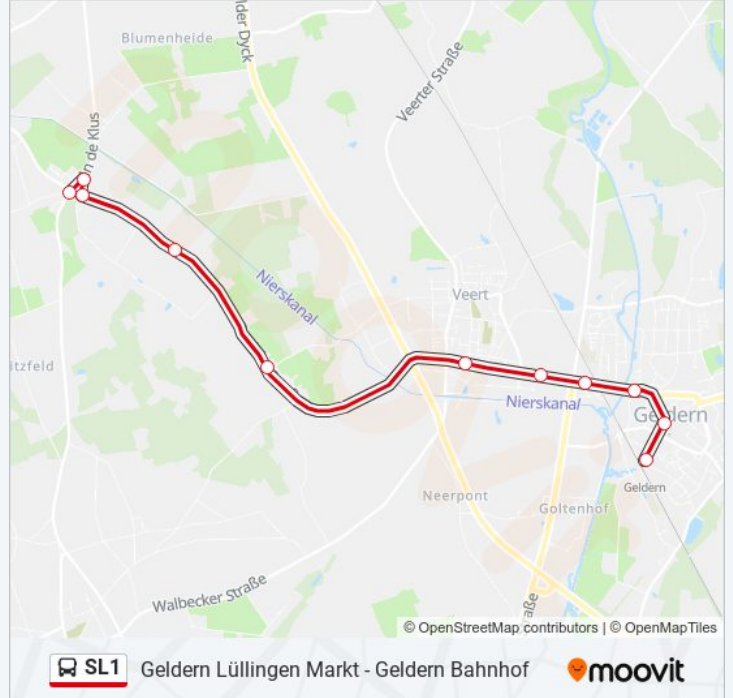 Blumenheide
lder Dyck
Veerter Straße
n de Klus
Nierskanal
Veert
itzfeld
Nierskanal
Geldern
Geldern
Neerpont
Goltenhof
Walbecker Straße
aße
© OpenStreetMap contributors | © OpenMapTiles
SL1 Geldern Lüllingen Markt - Geldern Bahnhof moovit